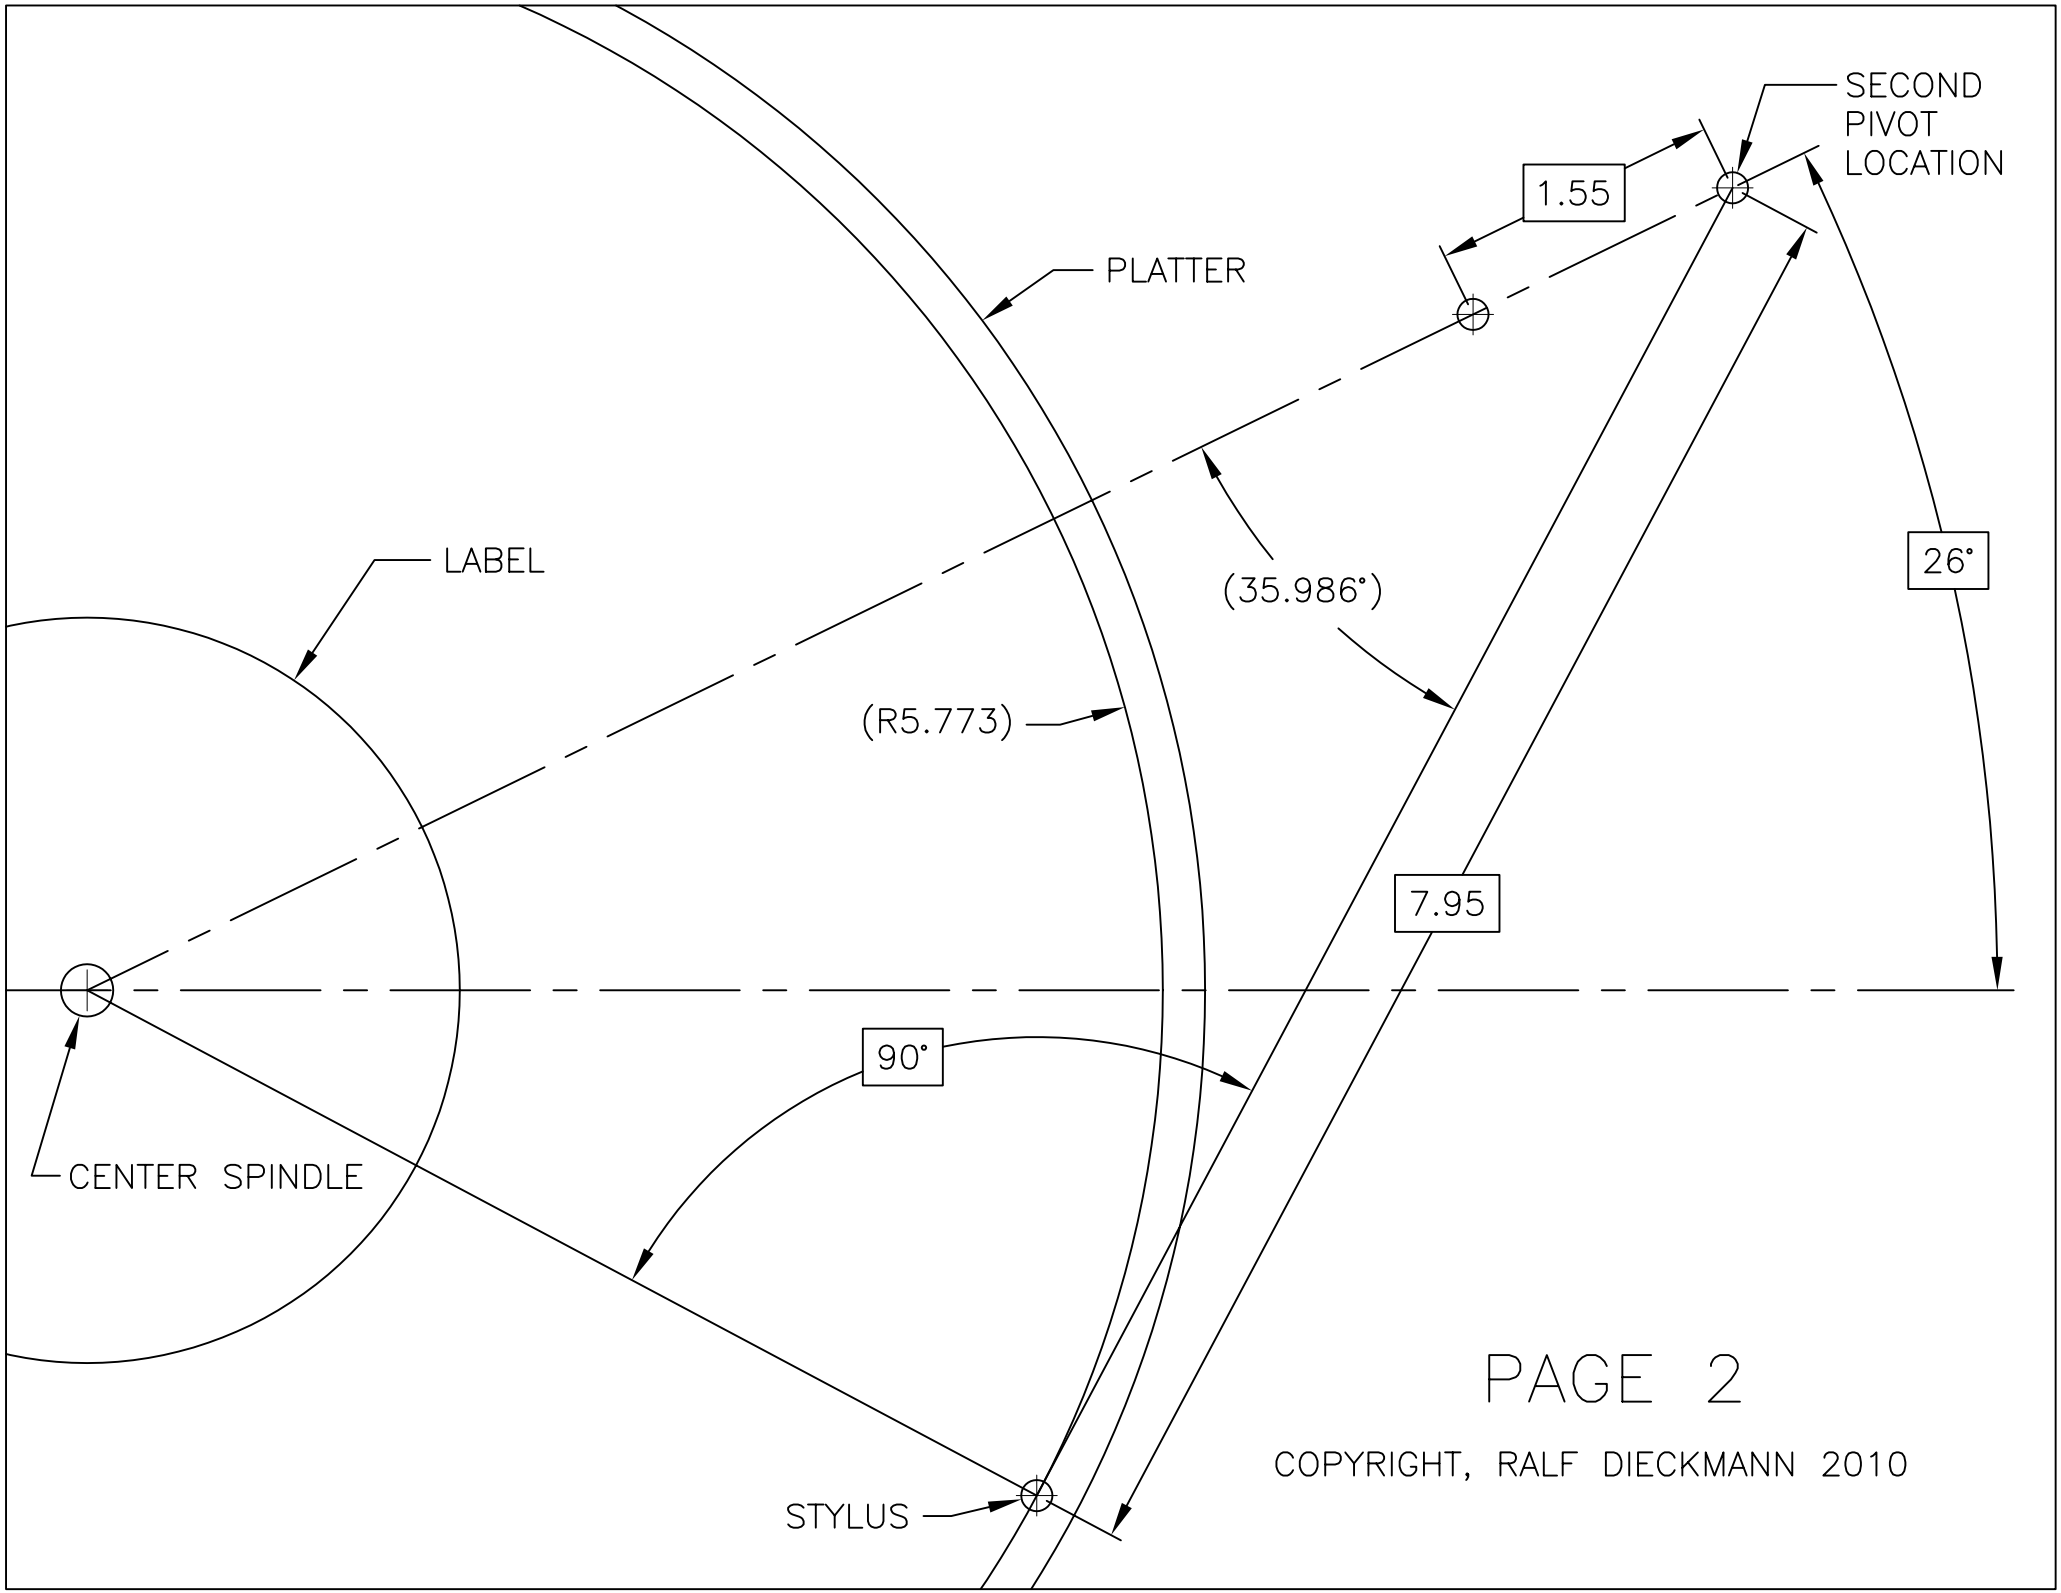 SECOND
PIVOT
LOCATION
1.55
PLATTER
26°
LABEL
(35.986°)
(R5.773)
7.95
90°
CENTER SPINDLE
PAGE 2
COPYRIGHT, RALF DIECKMANN 2010
STYLUS